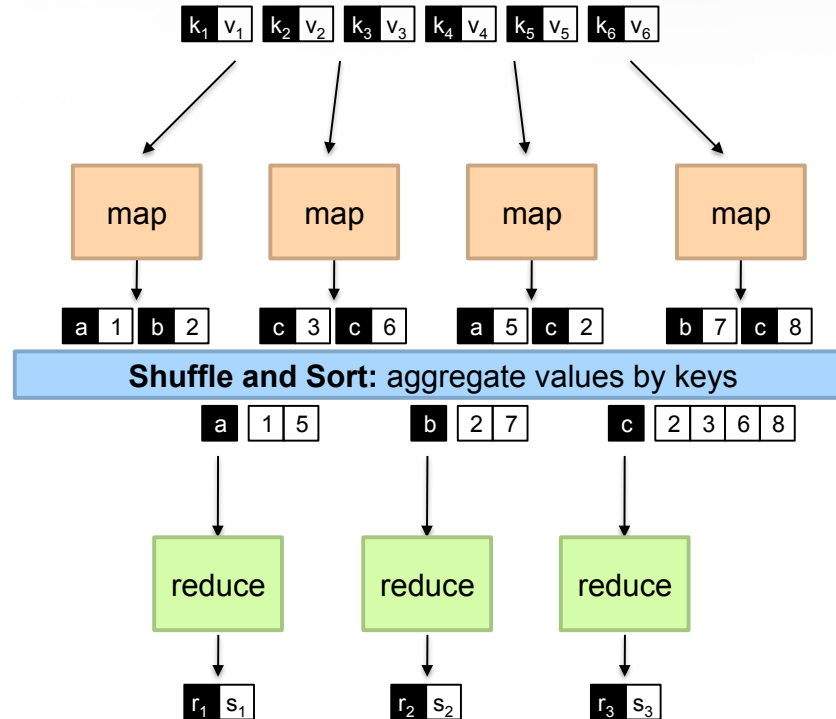 k₁ v₁ k₂ v₂ k₃ v₃ k₄ v₄ k₅ v₅ k₆ v₆
map map map map
a 1 b 2 c 3 c 6 a 5 c 2 b 7 c 8
Shuffle and Sort: aggregate values by keys
a 1 5 b 2 7 c 2 3 6 8
reduce reduce reduce
r₁ s₁ r₂ s₂ r₃ s₃